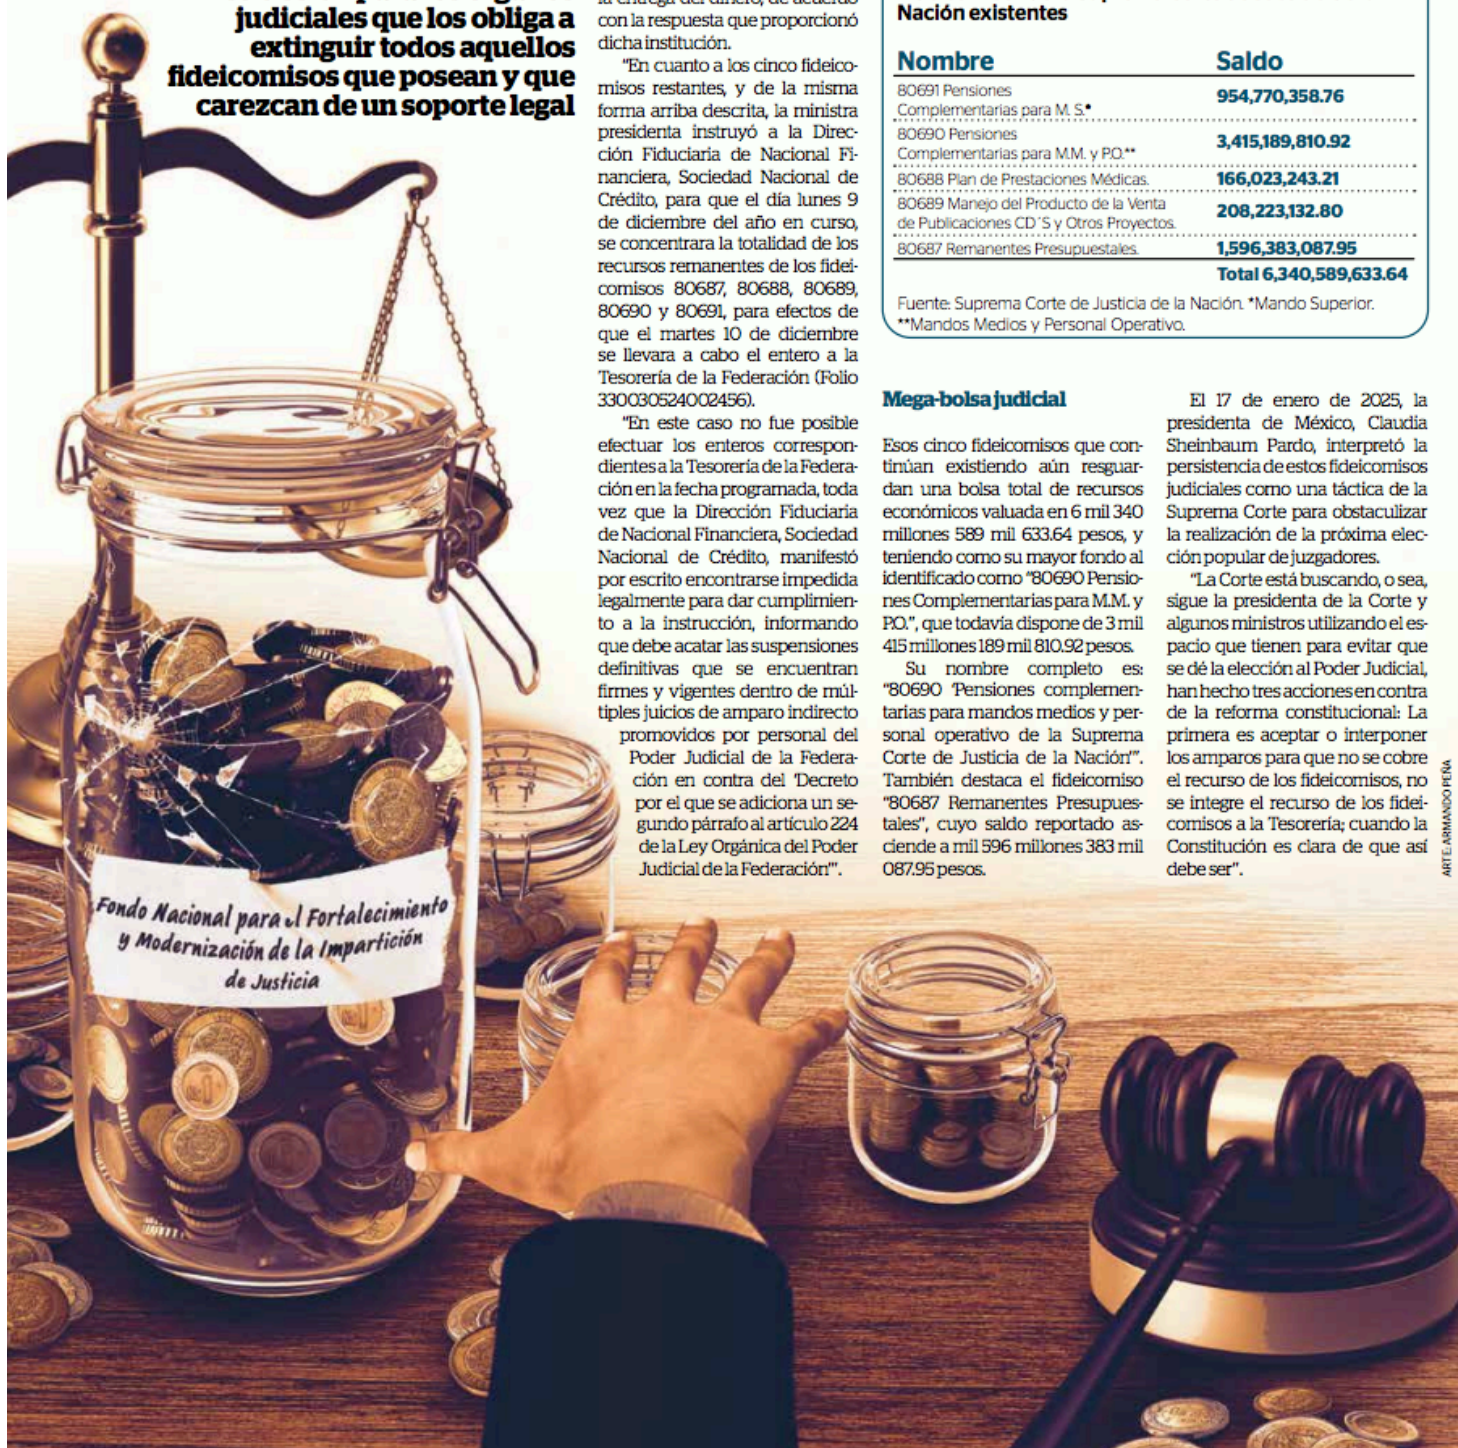 judiciales que los obliga a
extinguir todos aquellos
fideicomisos que posean y que
carezcan de un soporte legal
la entrega del dinero, de acuerdo
con la respuesta que proporcionó
dicha institución.
"En cuanto a los cinco fideico-
misos restantes, y de la misma
forma arriba descrita, la ministra
presidenta instruyó a la Direc-
ción Fiduciaria de Nacional Fi-
nanciera, Sociedad Nacional de
Crédito, para que el día lunes 9
de diciembre del año en curso,
se concentrara la totalidad de los
recursos remanentes de los fidei-
comisos 80687, 80688, 80689,
80690 y 80691, para efectos de
que el martes 10 de diciembre
se llevara a cabo el entero a la
Tesorería de la Federación (Folio
330030524002456).
"En este caso no fue posible
efectuar los enteros correspon-
dientes a la Tesorería de la Federa-
ción en la fecha programada, toda
vez que la Dirección Fiduciaria
de Nacional Financiera, Sociedad
Nacional de Crédito, manifestó
por escrito encontrarse impedida
legalmente para dar cumplimien-
to a la instrucción, informando
que debe acatar las suspensiones
definitivas que se encuentran
firmes y vigentes dentro de múl-
tiples juicios de amparo indirecto
promovidos por personal del
Poder Judicial de la Federa-
ción en contra del 'Decreto
por el que se adiciona un se-
gundo párrafo al artículo 224
de la Ley Orgánica del Poder
Judicial de la Federación'".
Nación existentes
Nombre Saldo
80691 Pensiones
Complementarias para M. S.* 954,770,358.76
80690 Pensiones
Complementarias para M.M. y P.O.** 3,415,189,810.92
80688 Plan de Prestaciones Médicas. 166,023,243.21
80689 Manejo del Producto de la Venta
de Publicaciones CD´S y Otros Proyectos. 208,223,132.80
80687 Remanentes Presupuestales. 1,596,383,087.95
Total 6,340,589,633.64
Fuente: Suprema Corte de Justicia de la Nación. *Mando Superior.
**Mandos Medios y Personal Operativo.
Mega-bolsa judicial
Esos cinco fideicomisos que con-
tinúan existiendo aún resguar-
dan una bolsa total de recursos
económicos valuada en 6 mil 340
millones 589 mil 633.64 pesos, y
teniendo como su mayor fondo al
identificado como "80690 Pensio-
nes Complementarias para M.M. y
P.O.", que todavía dispone de 3 mil
415 millones 189 mil 810.92 pesos.
Su nombre completo es:
"80690 'Pensiones complemen-
tarias para mandos medios y per-
sonal operativo de la Suprema
Corte de Justicia de la Nación'".
También destaca el fideicomiso
"80687 Remanentes Presupues-
tales", cuyo saldo reportado as-
ciende a mil 596 millones 383 mil
087.95 pesos.
El 17 de enero de 2025, la
presidenta de México, Claudia
Sheinbaum Pardo, interpretó la
persistencia de estos fideicomisos
judiciales como una táctica de la
Suprema Corte para obstaculizar
la realización de la próxima elec-
ción popular de juzgadores.
"La Corte está buscando, o sea,
sigue la presidenta de la Corte y
algunos ministros utilizando el es-
pacio que tienen para evitar que
se dé la elección al Poder Judicial,
han hecho tres acciones en contra
de la reforma constitucional: La
primera es aceptar o interponer
los amparos para que no se cobre
el recurso de los fideicomisos, no
se integre el recurso de los fidei-
comisos a la Tesorería; cuando la
Constitución es clara de que así
debe ser".
ARTE: ARMANDO PEÑA
Fondo Nacional para el Fortalecimiento
y Modernización de la Impartición
de Justicia